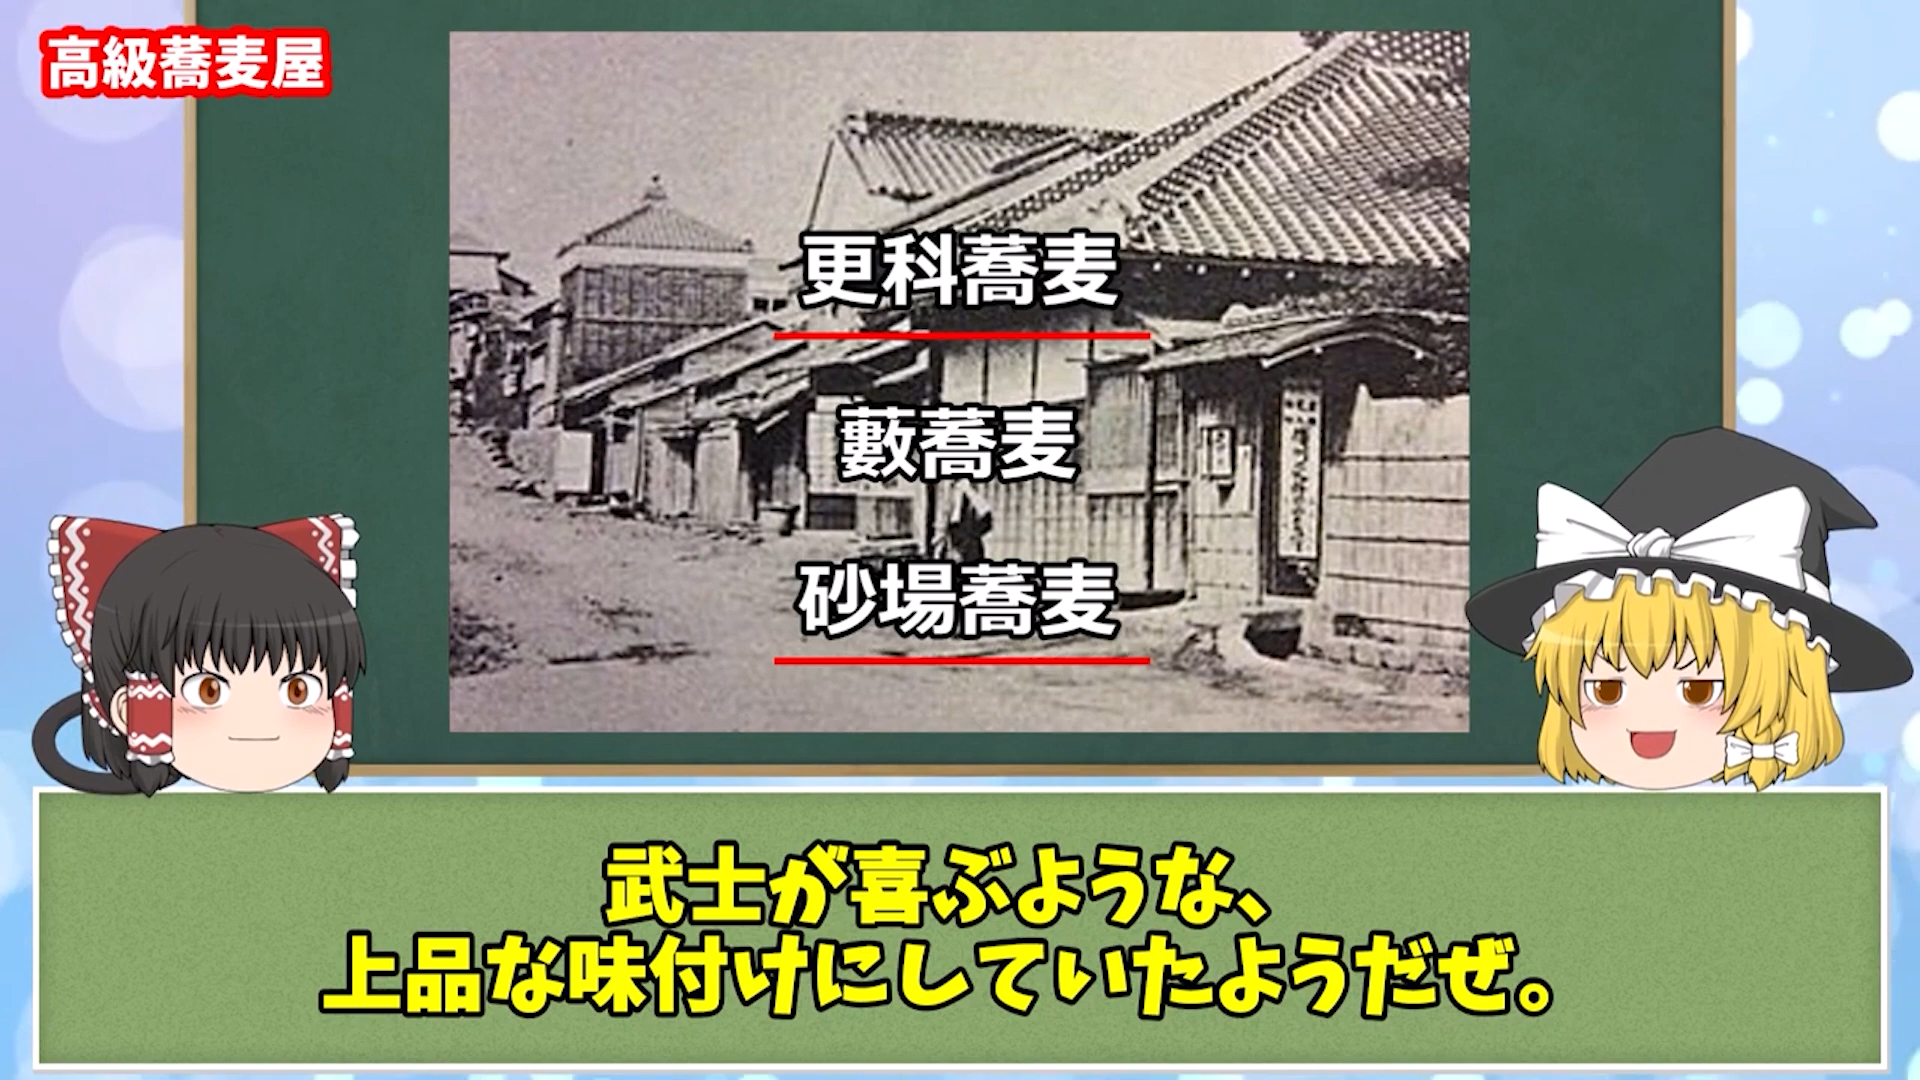 高級蕎麦屋
更科蕎麦
藪蕎麦
砂場蕎麦
武士が喜ぶような、
上品な味付けにしていたようだぜ。